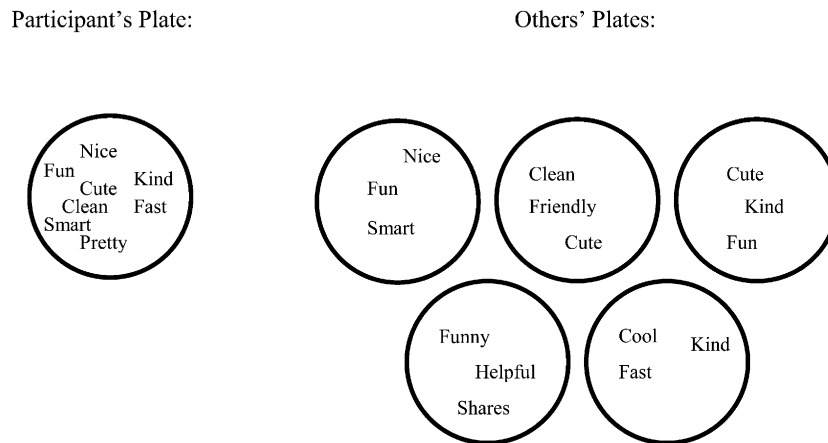 Participant's Plate:
Others' Plates:
Nice
Fun
Kind
Cute
Clean
Fast
Smart
Pretty
Nice
Fun
Smart
Clean
Friendly
Cute
Cute
Kind
Fun
Funny
Helpful
Shares
Cool
Kind
Fast